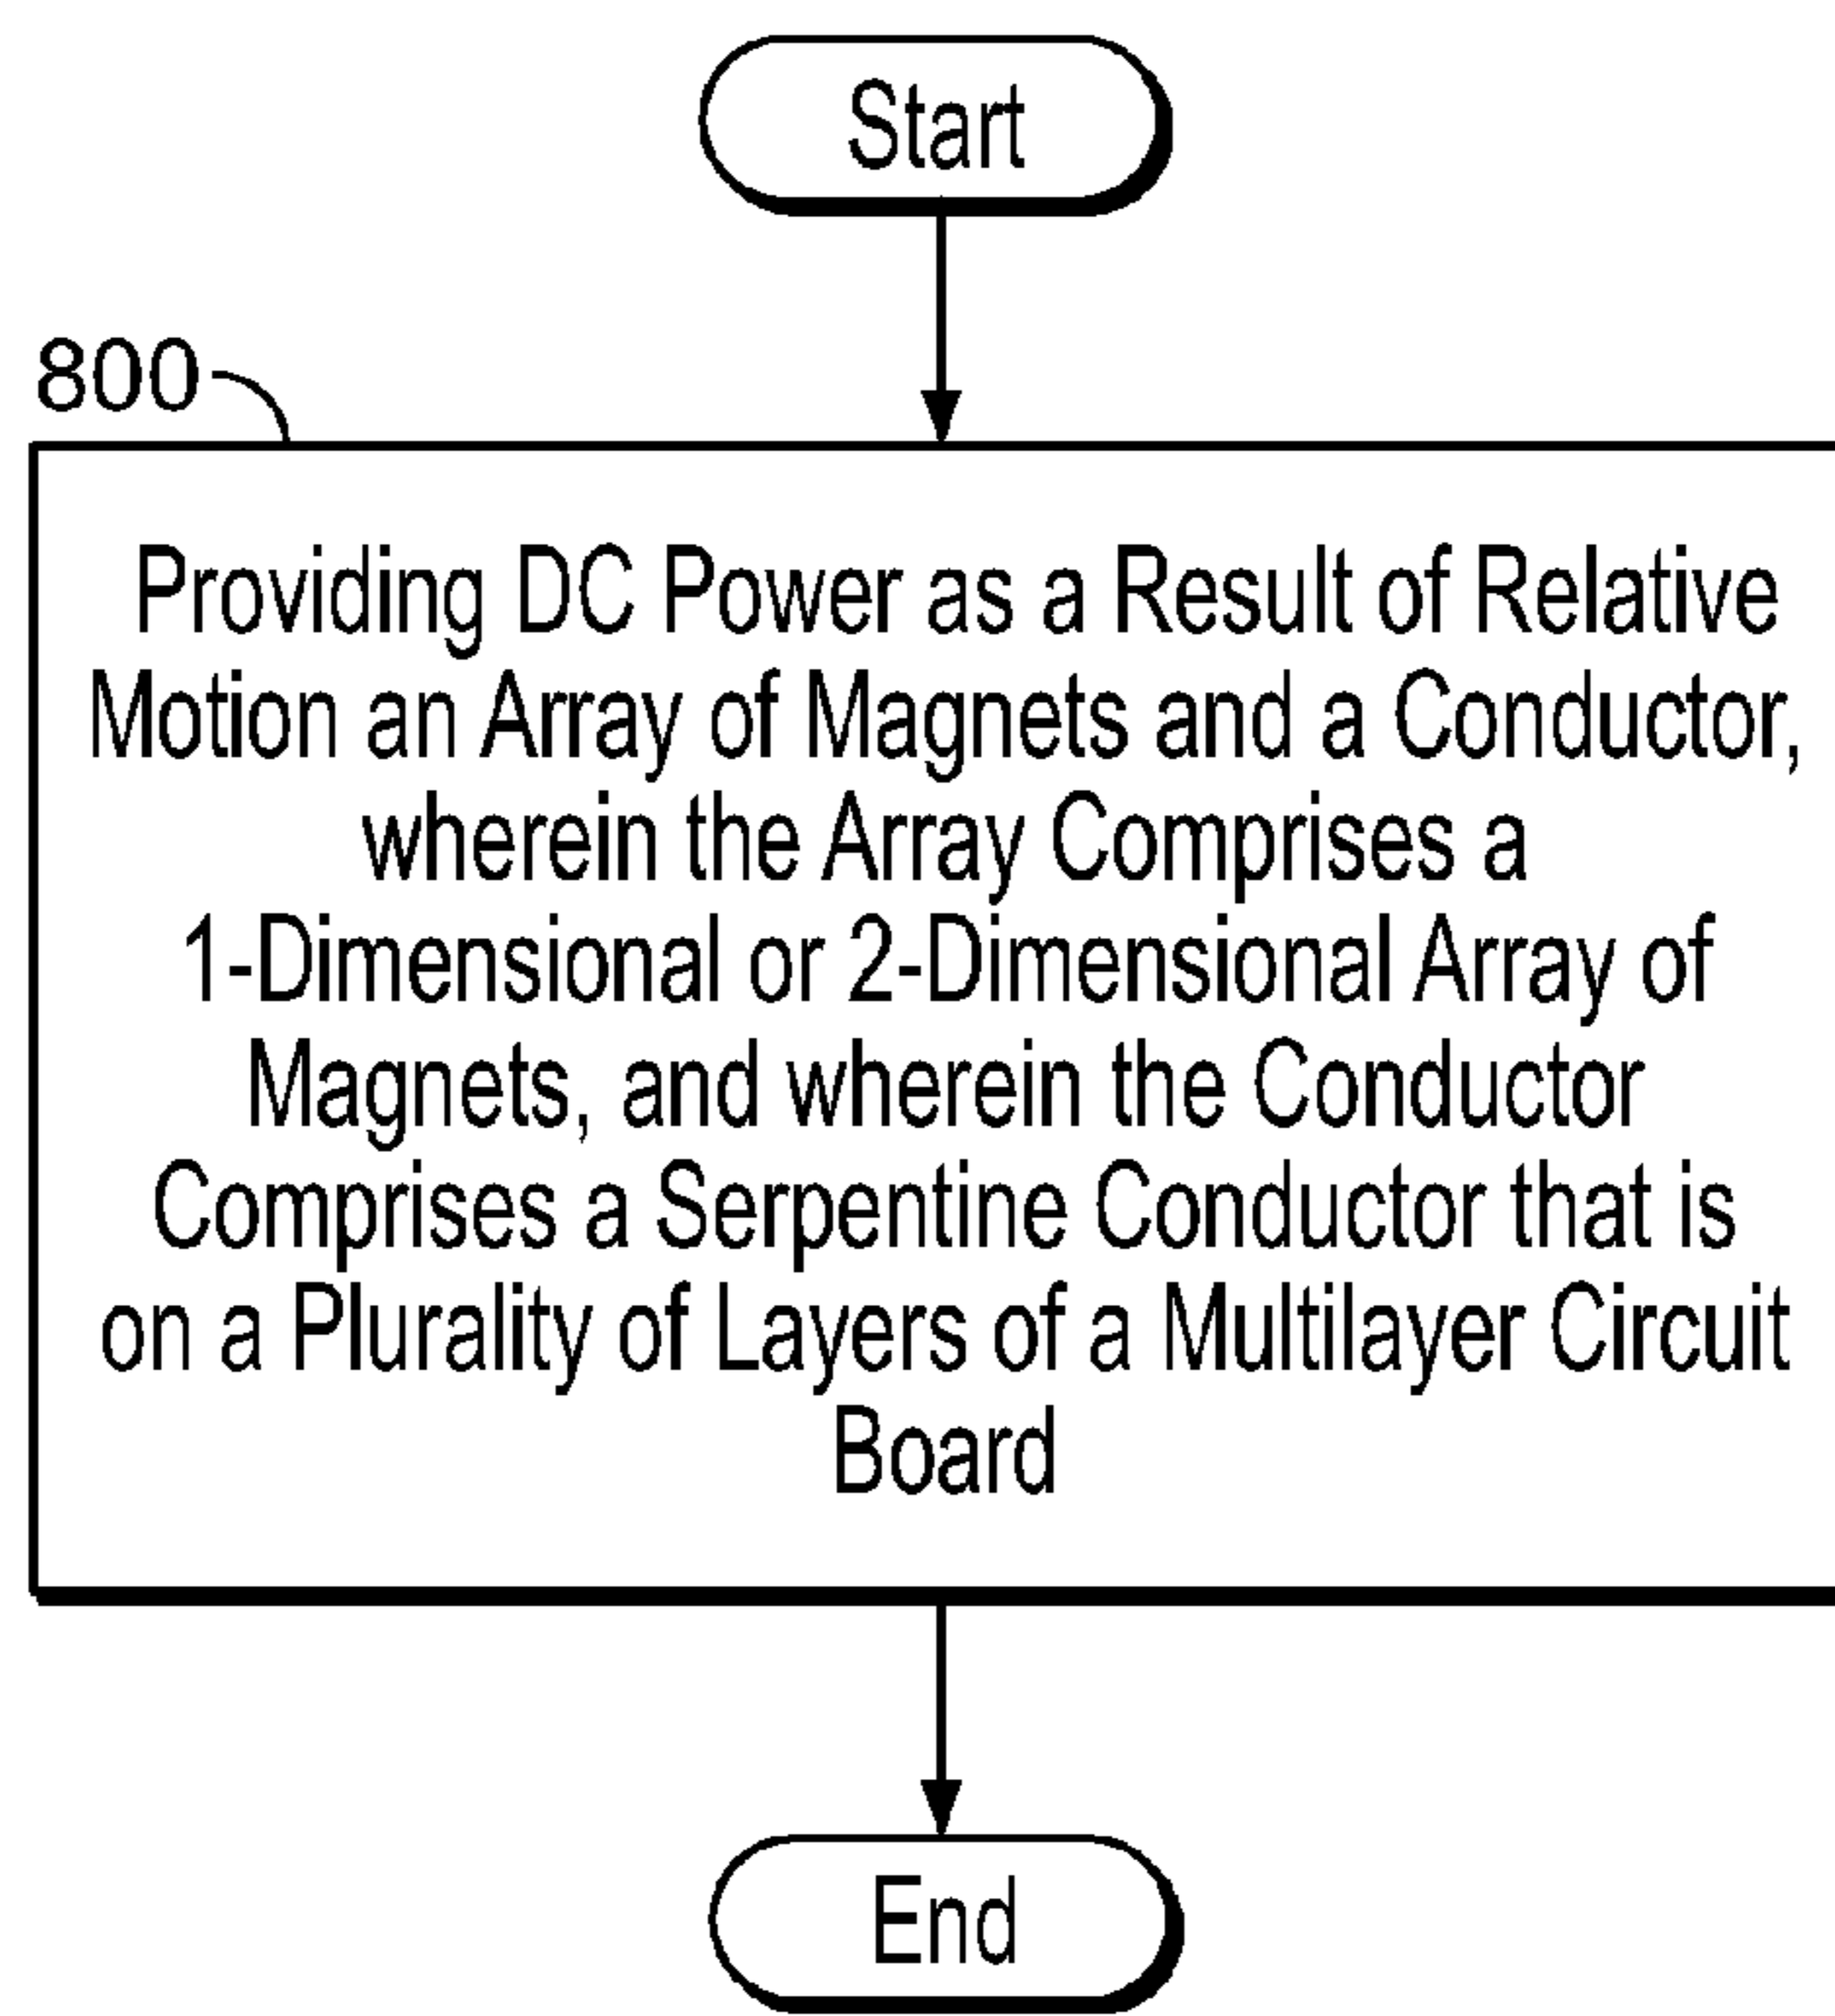 Start
800
Providing DC Power as a Result of Relative
Motion an Array of Magnets and a Conductor,
wherein the Array Comprises a
1-Dimensional or 2-Dimensional Array of
Magnets, and wherein the Conductor
Comprises a Serpentine Conductor that is
on a Plurality of Layers of a Multilayer Circuit
Board
End